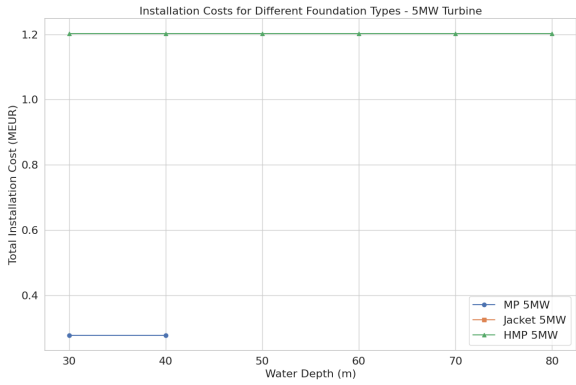 Installation Costs for Different Foundation Types - 5MW Turbine
Total Installation Cost (MEUR)
1.2
1.0
0.8
0.6
0.4
30 40 50 60 70 80
Water Depth (m)
MP 5MW
Jacket 5MW
HMP 5MW